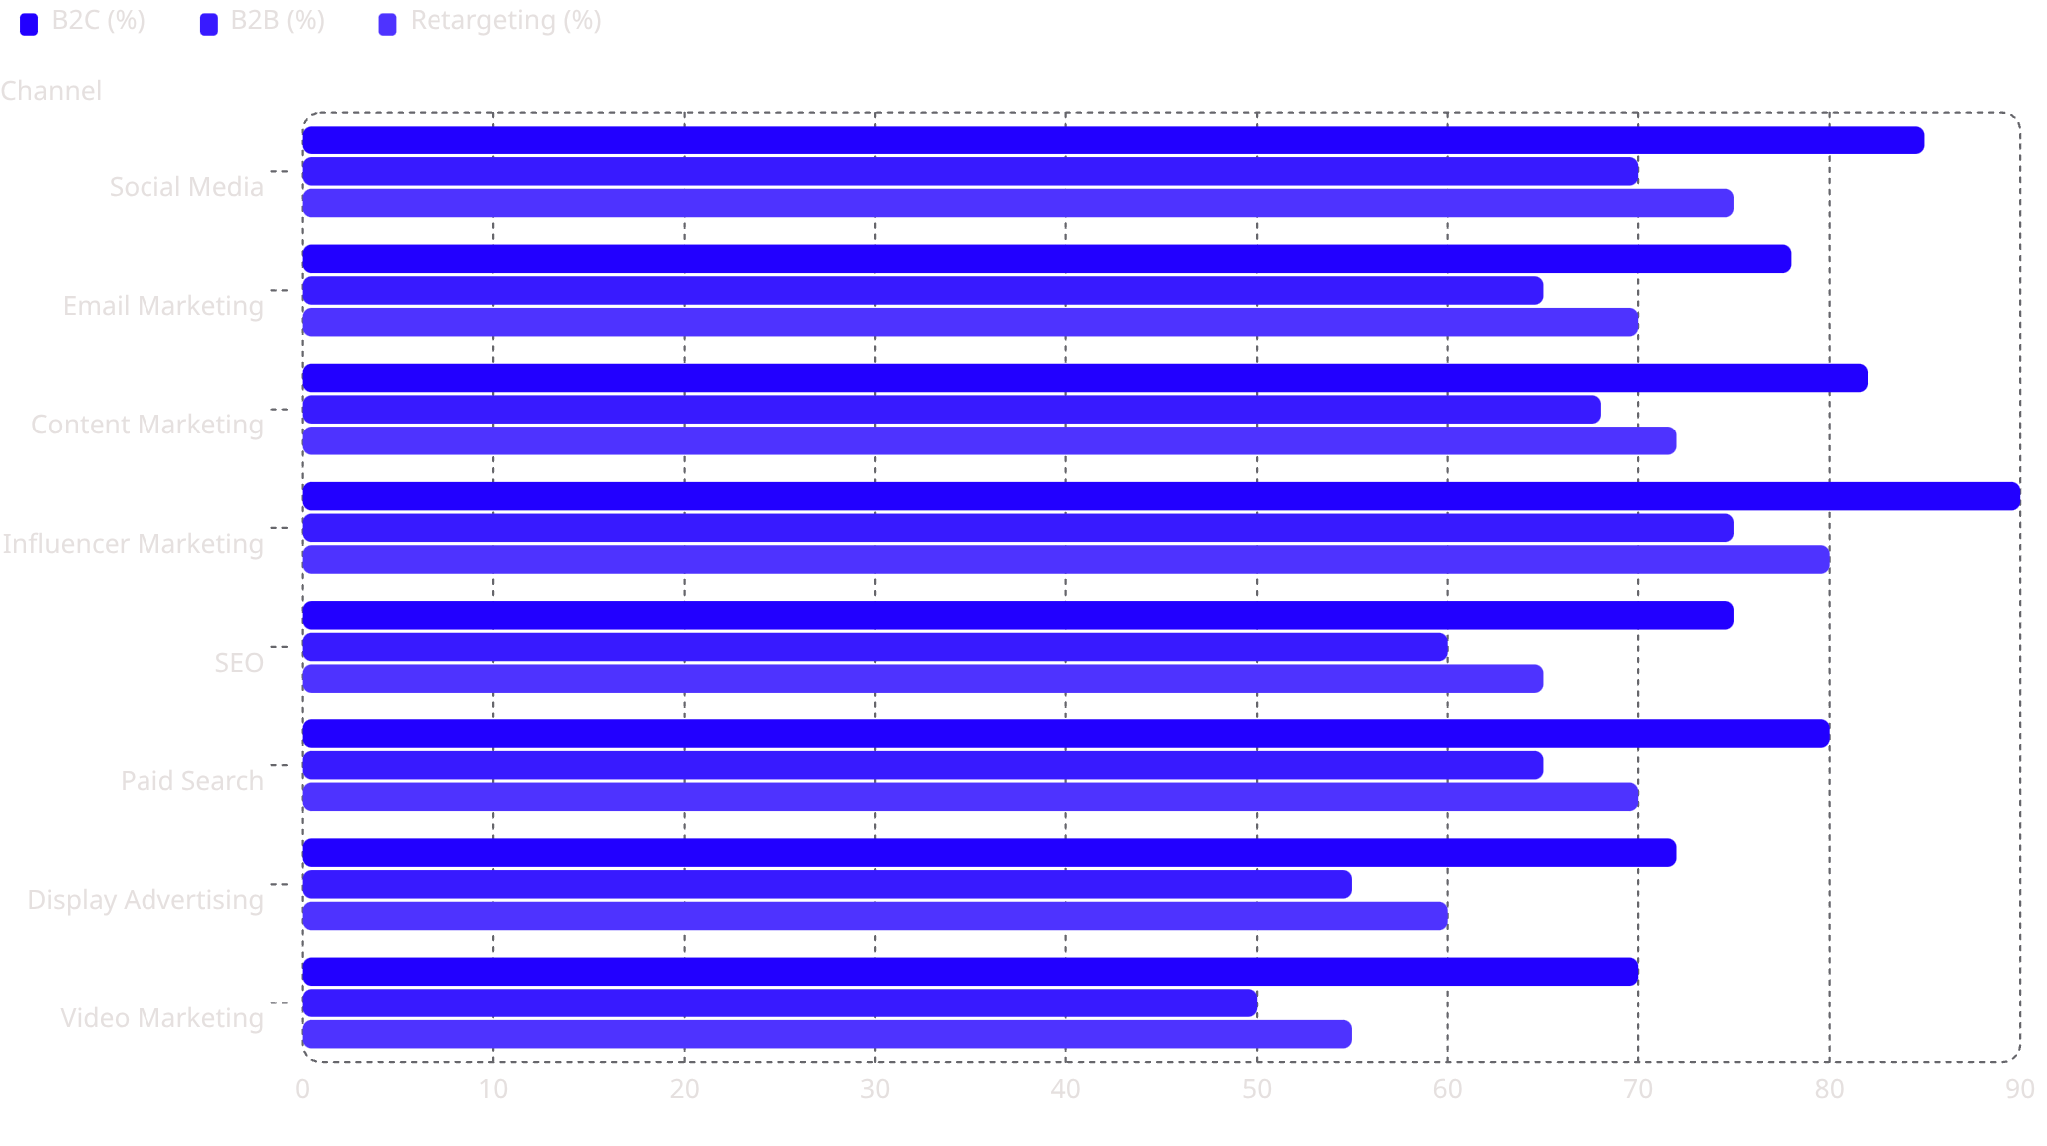 B2C (%) B2B (%) Retargeting (%)
Channel
Social Media
Email Marketing
Content Marketing
Influencer Marketing
SEO
Paid Search
Display Advertising
Video Marketing
0 10 20 30 40 50 60 70 80 90